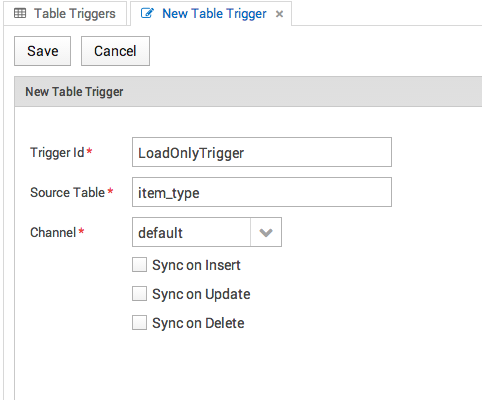 Table Triggers New Table Trigger ×
Save Cancel
New Table Trigger
Trigger Id * LoadOnlyTrigger
Source Table * item_type
Channel * default
Sync on Insert
Sync on Update
Sync on Delete